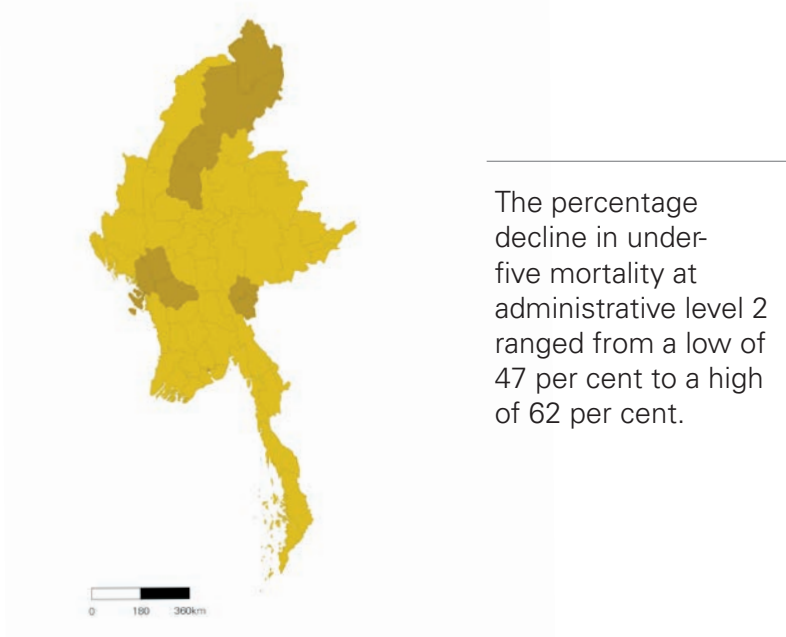 The percentage
decline in under-
five mortality at
administrative level 2
ranged from a low of
47 per cent to a high
of 62 per cent.
0 180 360km